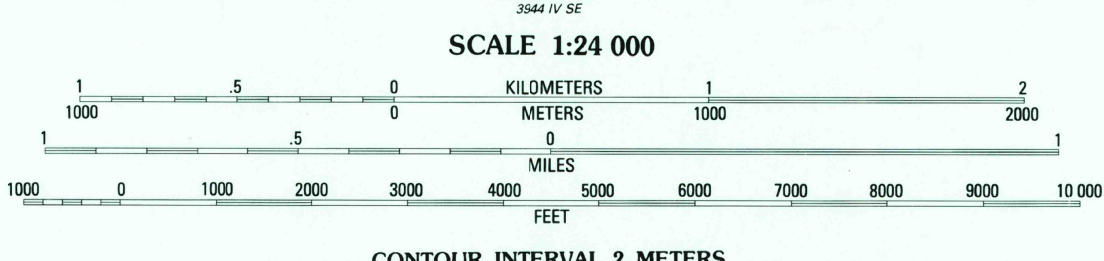 3944 IV SE
SCALE 1:24 000
1 .5 0 KILOMETERS 1 2
1000 0 METERS 1000 2000
1 .5 0 1
MILES
1000 0 1000 2000 3000 4000 5000 6000 7000 8000 9000 10 000
FEET
CONTOUR INTERVAL 2 METERS